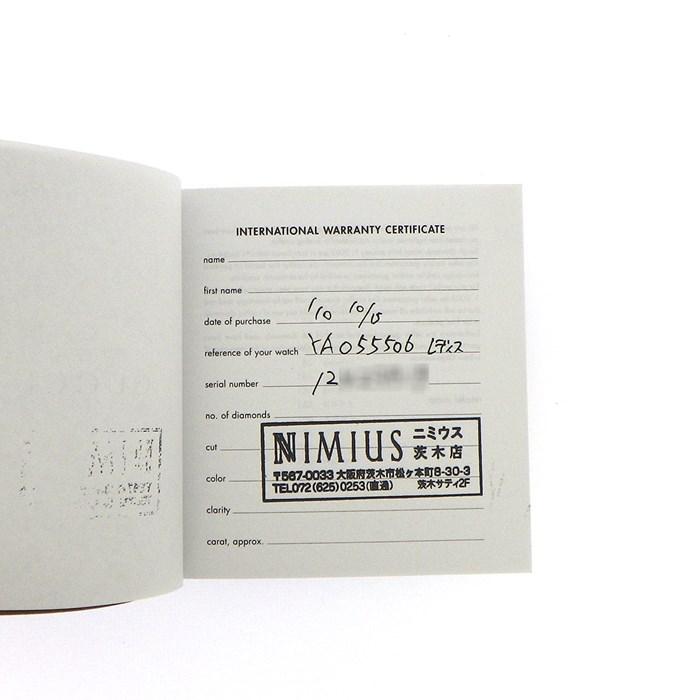 INTERNATIONAL WARRANTY CERTIFICATE
name
first name
date of purchase 1/10 10/15
reference of your watch YA055506 レディス
serial number 12
no. of diamonds
cut
NIMIUS ニミウス 茨木店
color
〒567-0033 大阪府茨木市松ヶ本町8-30-3
TEL072(625)0253(直通) 茨木サティ2F
clarity
carat, approx.